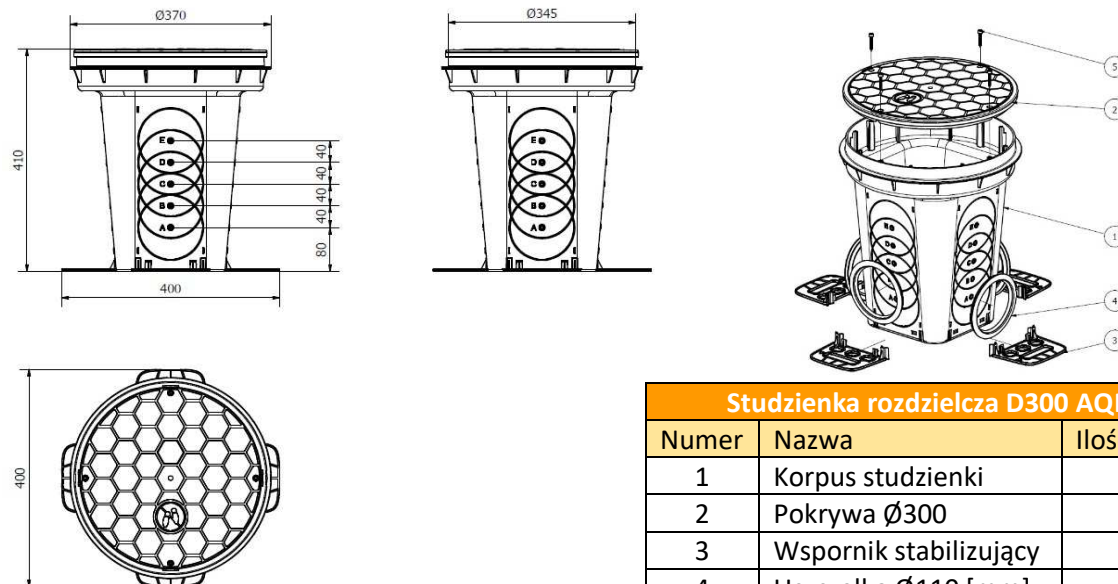 Ø370
Ø345
410
E
D
C
B
A
40
40
40
40
80
400
E
D
C
B
A
5
2
1
4
3
400
Studzienka rozdzielcza D300
Numer Nazwa
1 Korpus studzienki
2 Pokrywa Ø300
3 Wspornik stabilizujący
4